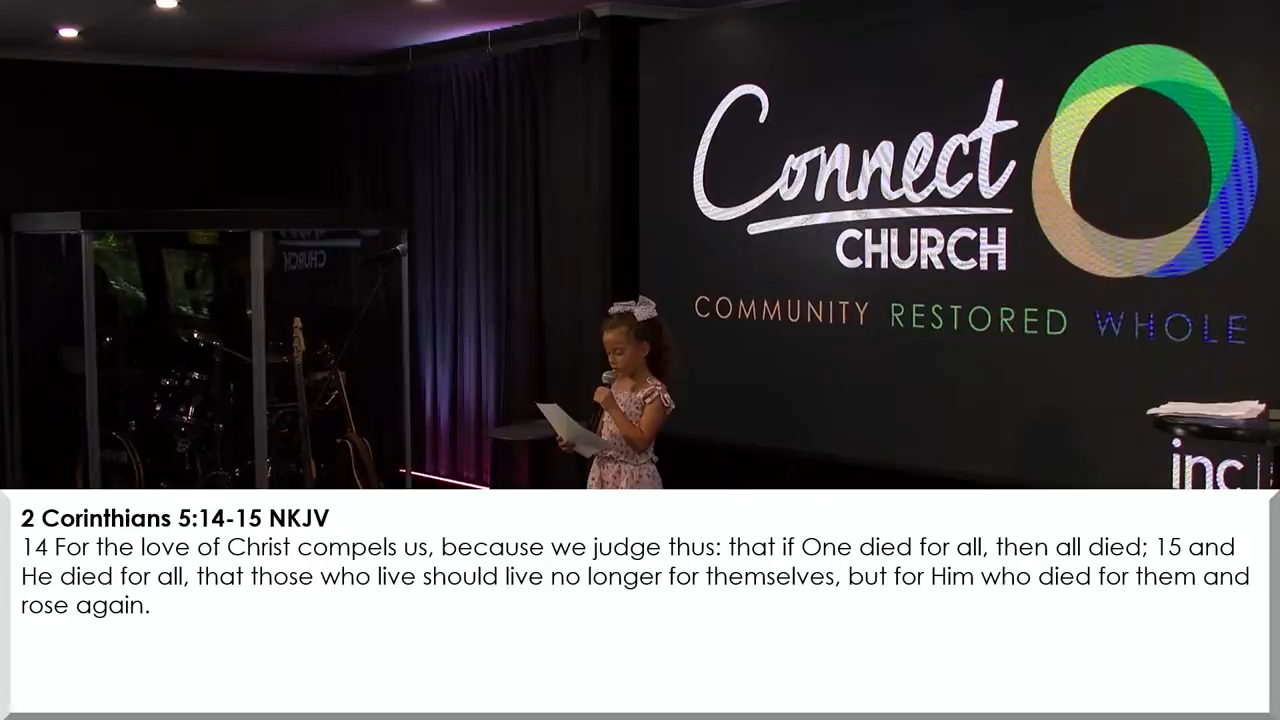 Connect
CHURCH
COMMUNITY RESTORED WHOLE
CHURCH
inc
2 Corinthians 5:14-15 NKJV
14 For the love of Christ compels us, because we judge thus: that if One died for all, then all died; 15 and
He died for all, that those who live should live no longer for themselves, but for Him who died for them and
rose again.